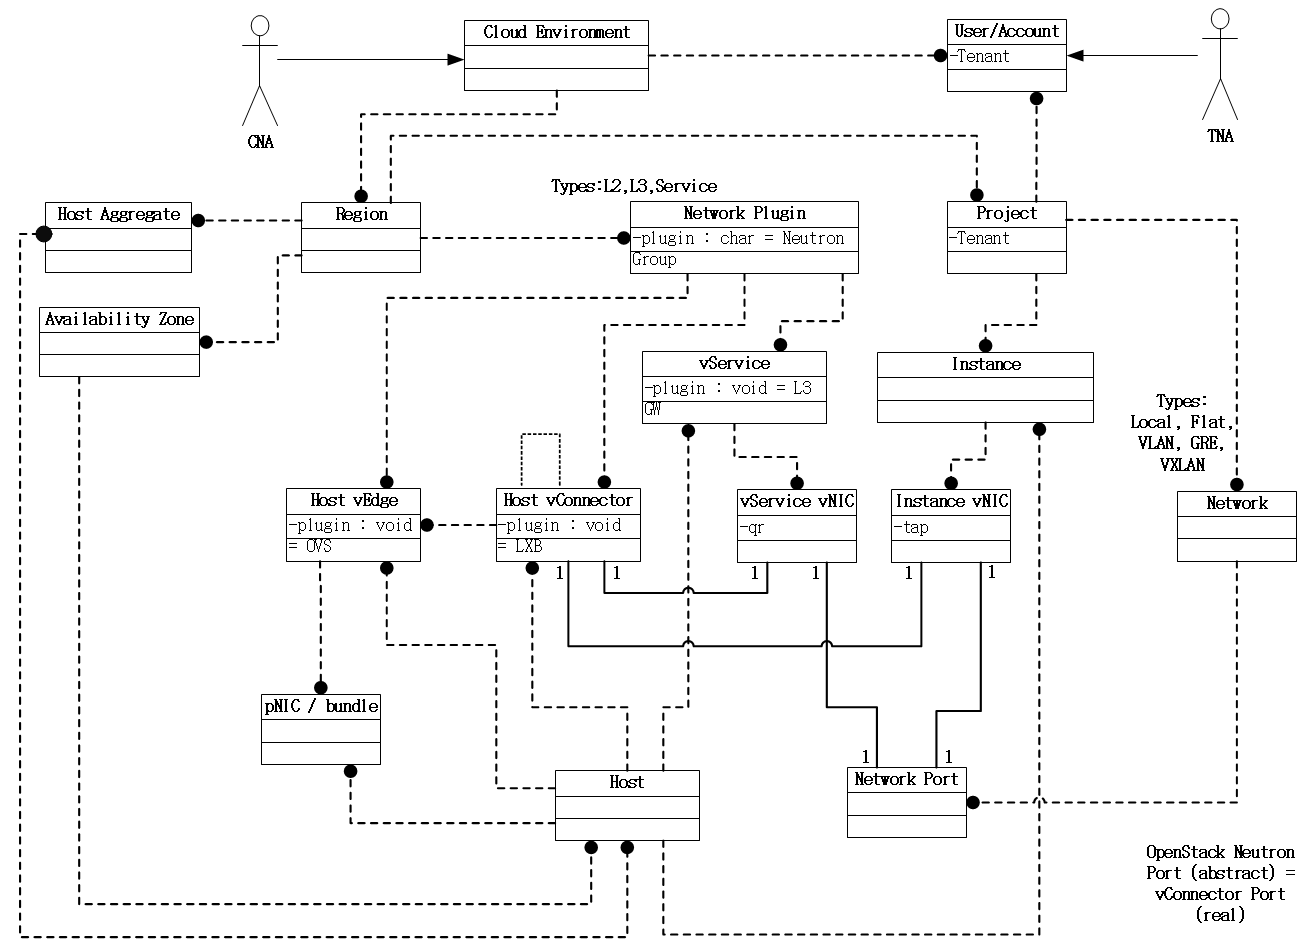 Cloud Environment
User/Account
-Tenant
CNA
TNA
Types:L2,L3,Service
Host Aggregate
Region
Network Plugin
-plugin : char = Neutron
Group
Project
-Tenant
Availability Zone
vService
-plugin : void = L3
GW
Instance
Types:
Local, Flat,
VLAN, GRE,
VXLAN
Host vEdge
-plugin : void
= OVS
Host vConnector
-plugin : void
= LXB
vService vNIC
-qr
Instance vNIC
-tap
Network
1
1
1
1
1
1
pNIC / bundle
1
1
Host
Network Port
OpenStack Neutron
Port (abstract) =
vConnector Port
(real)